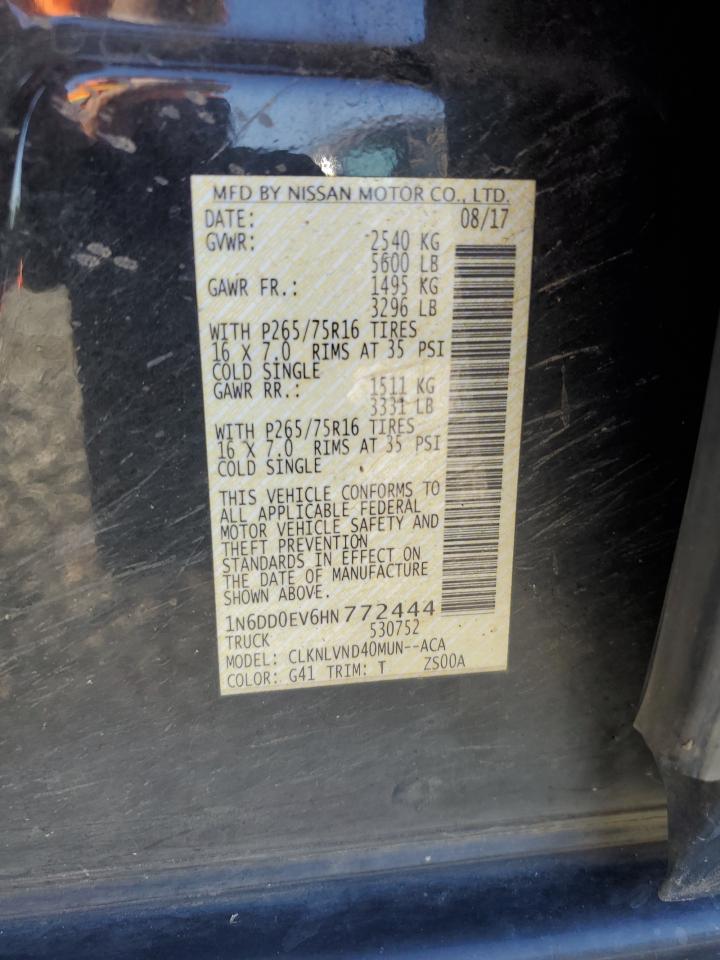 MFD BY NISSAN MOTOR CO., LTD.
DATE: 08/17
GVWR: 2540 KG
5600 LB
GAWR FR.: 1495 KG
3296 LB
WITH P265/75R16 TIRES
16 X 7.0 RIMS AT 35 PSI
COLD SINGLE
GAWR RR.: 1511 KG
3331 LB
WITH P265/75R16 TIRES
16 X 7.0 RIMS AT 35 PSI
COLD SINGLE
THIS VEHICLE CONFORMS TO
ALL APPLICABLE FEDERAL
MOTOR VEHICLE SAFETY AND
THEFT PREVENTION
STANDARDS IN EFFECT ON
THE DATE OF MANUFACTURE
SHOWN ABOVE.
1N6DD0EV6HN772444
TRUCK 530752
MODEL: CLKNLVND40MUN--ACA
COLOR: G41 TRIM: T ZS00A